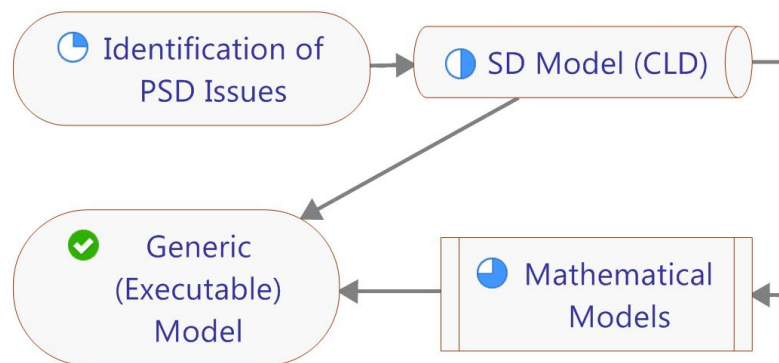 Identification of
PSD Issues
SD Model (CLD)
Generic
(Executable)
Model
Mathematical
Models